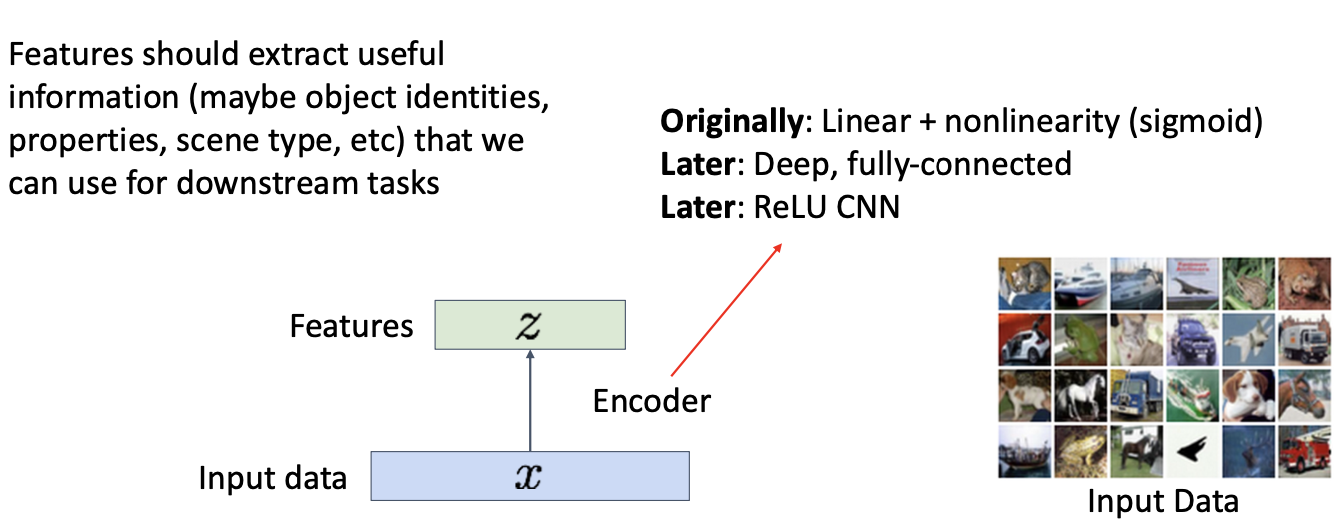 Features should extract useful
information (maybe object identities,
properties, scene type, etc) that we
can use for downstream tasks
Originally: Linear + nonlinearity (sigmoid)
Later: Deep, fully-connected
Later: ReLU CNN
Features
z
Encoder
Input data
x
Input Data